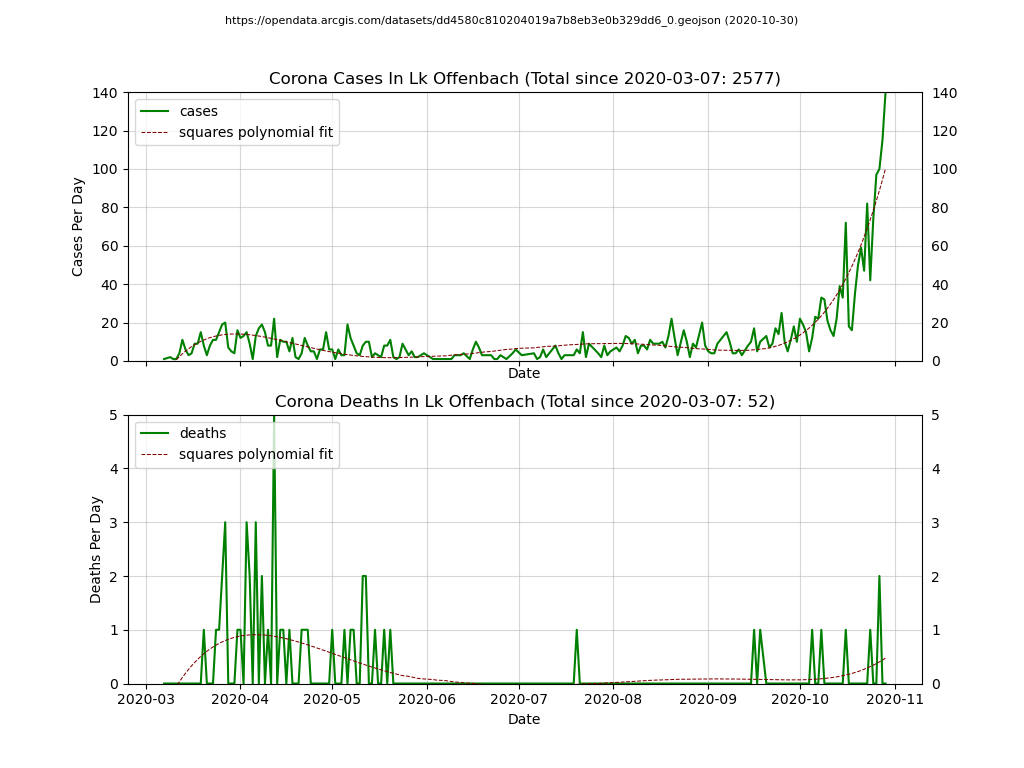 https://opendata.arcgis.com/datasets/dd4580c810204019a7b8eb3e0b329dd6_0.geojson (2020-10-30)
Corona Cases In Lk Offenbach (Total since 2020-03-07: 2577)
cases
squares polynomial fit
Cases Per Day
140 140
120 120
100 100
80 80
60 60
40 40
20 20
0 0
Date
Corona Deaths In Lk Offenbach (Total since 2020-03-07: 52)
deaths
squares polynomial fit
Deaths Per Day
5 5
4 4
3 3
2 2
1 1
0 0
2020-03 2020-04 2020-05 2020-06 2020-07 2020-08 2020-09 2020-10 2020-11
Date